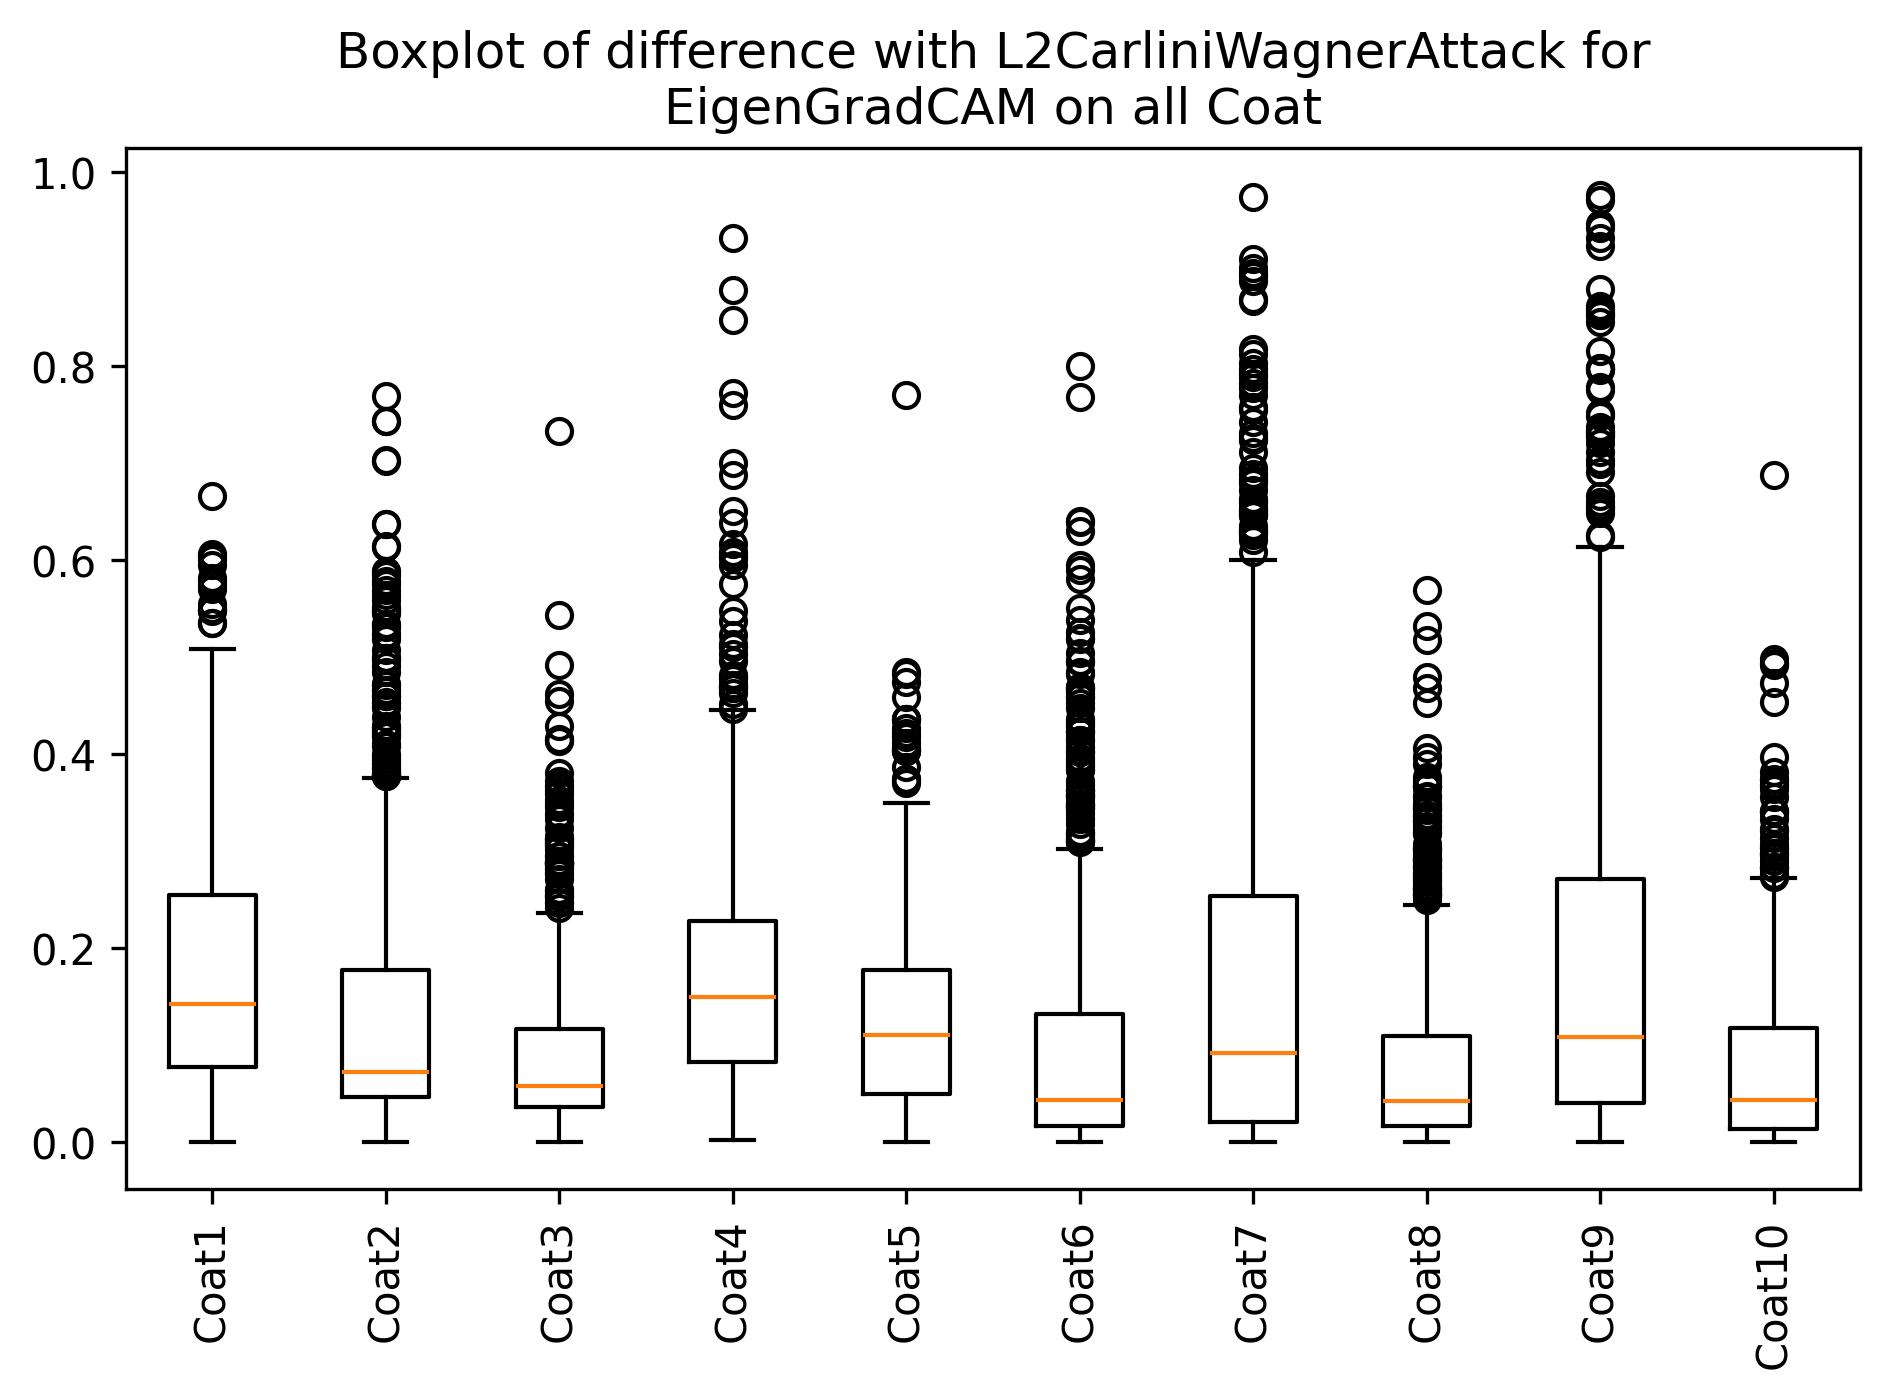 Boxplot of difference with L2CarliniWagnerAttack for
EigenGradCAM on all Coat
1.0
0.8
0.6
0.4
0.2
0.0
Coat1
Coat2
Coat3
Coat4
Coat5
Coat6
Coat7
Coat8
Coat9
Coat10